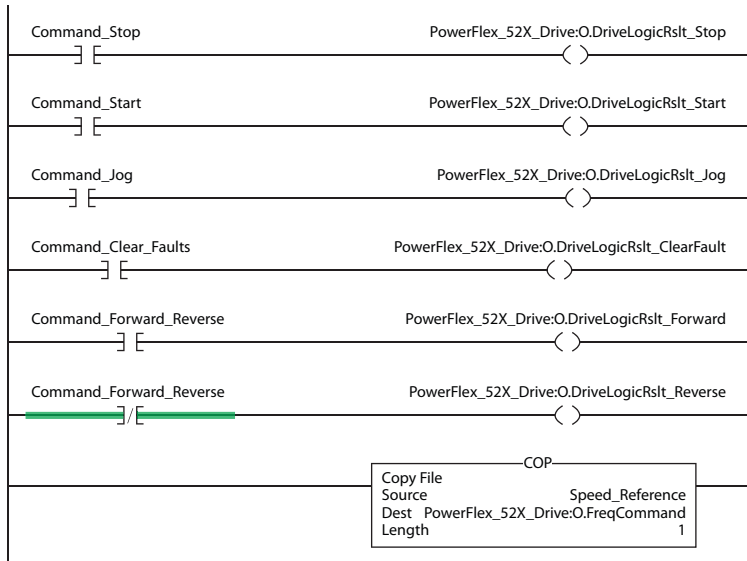 Command_Stop PowerFlex_52X_Drive:O.DriveLogicRslt_Stop
Command_Start PowerFlex_52X_Drive:O.DriveLogicRslt_Start
Command_Jog PowerFlex_52X_Drive:O.DriveLogicRslt_Jog
Command_Clear_Faults PowerFlex_52X_Drive:O.DriveLogicRslt_ClearFault
Command_Forward_Reverse PowerFlex_52X_Drive:O.DriveLogicRslt_Forward
Command_Forward_Reverse PowerFlex_52X_Drive:O.DriveLogicRslt_Reverse
COP
Copy File
Source Speed_Reference
Dest PowerFlex_52X_Drive:O.FreqCommand
Length 1